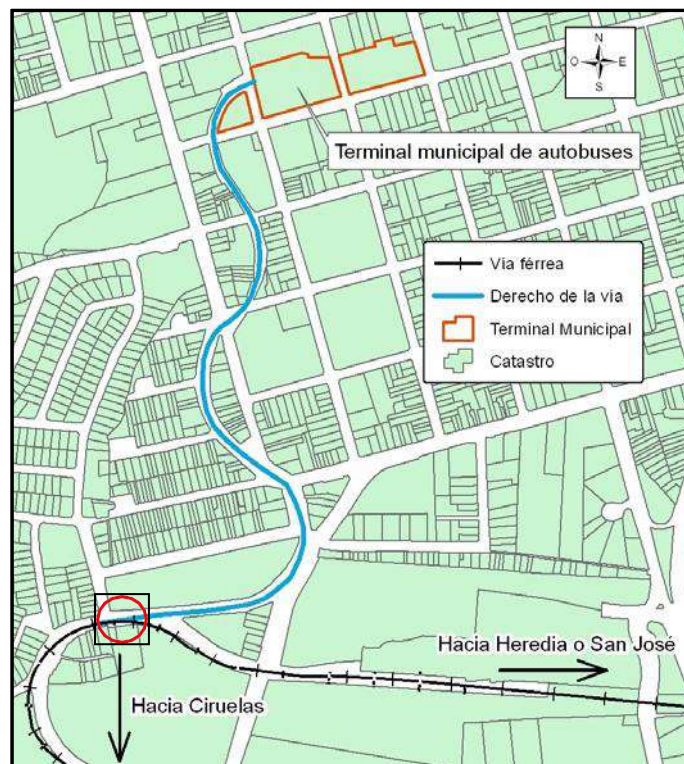 N
O E
S
Terminal municipal de autobuses
Vía férrea
Derecho de la vía
Terminal Municipal
Catastro
Hacia Heredia o San José
Hacia Ciruelas